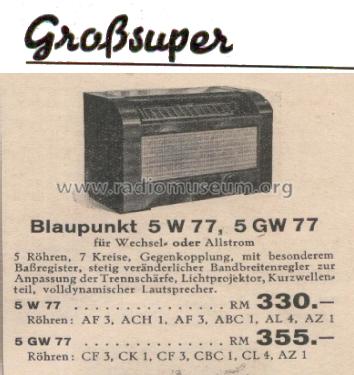 Großsuper
www.radiomuseum.org
Blaupunkt 5 W 77, 5 GW 77
für Wechsel- oder Allstrom
5 Röhren, 7 Kreise, Gegenkopplung, mit besonderem
Baßregister, stetig veränderlicher Bandbreitenregler zur
Anpassung der Trennschärfe, Lichtprojektor, Kurzwellen-
teil, volldynamischer Lautsprecher.
5 W 77 . . . . . . . . . . . . . . RM 330.—
Röhren: AF 3, ACH 1, AF 3, ABC 1, AL 4, AZ 1
5 GW 77 . . . . . . . . . . . . . RM 355.—
Röhren: CF 3, CK 1, CF 3, CBC 1, CL 4, AZ 1